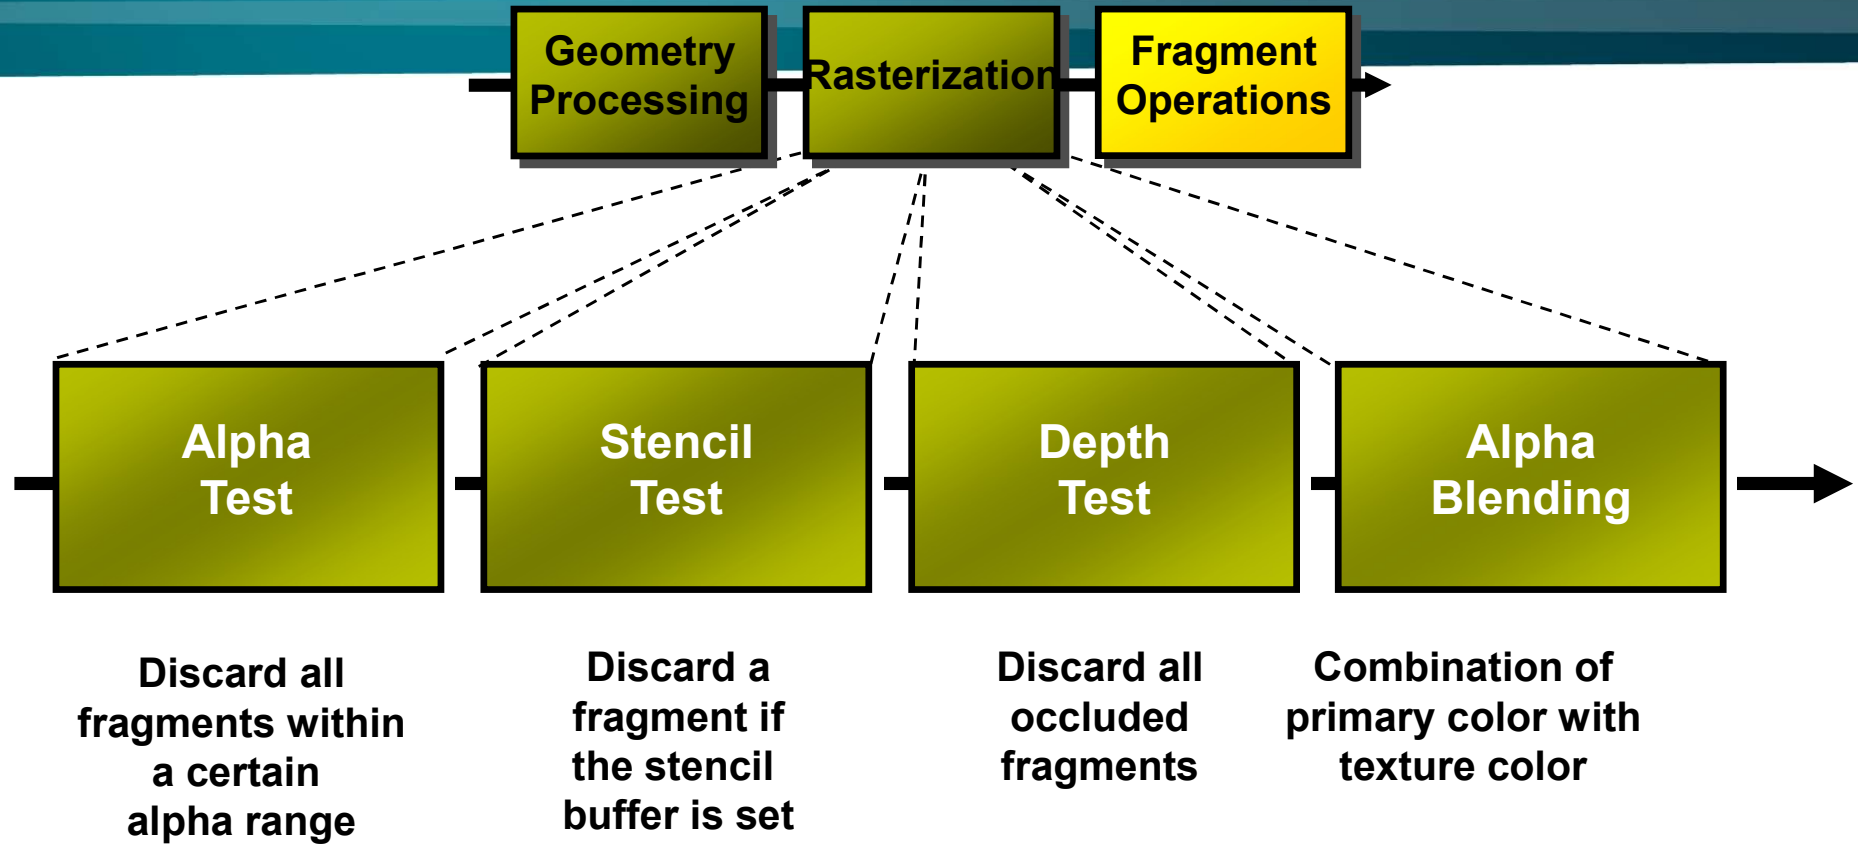 Geometry
Processing
Rasterization
Fragment
Operations
Alpha
Test
Stencil
Test
Depth
Test
Alpha
Blending
Discard all
fragments within
a certain
alpha range
Discard a
fragment if
the stencil
buffer is set
Discard all
occluded
fragments
Combination of
primary color with
texture color